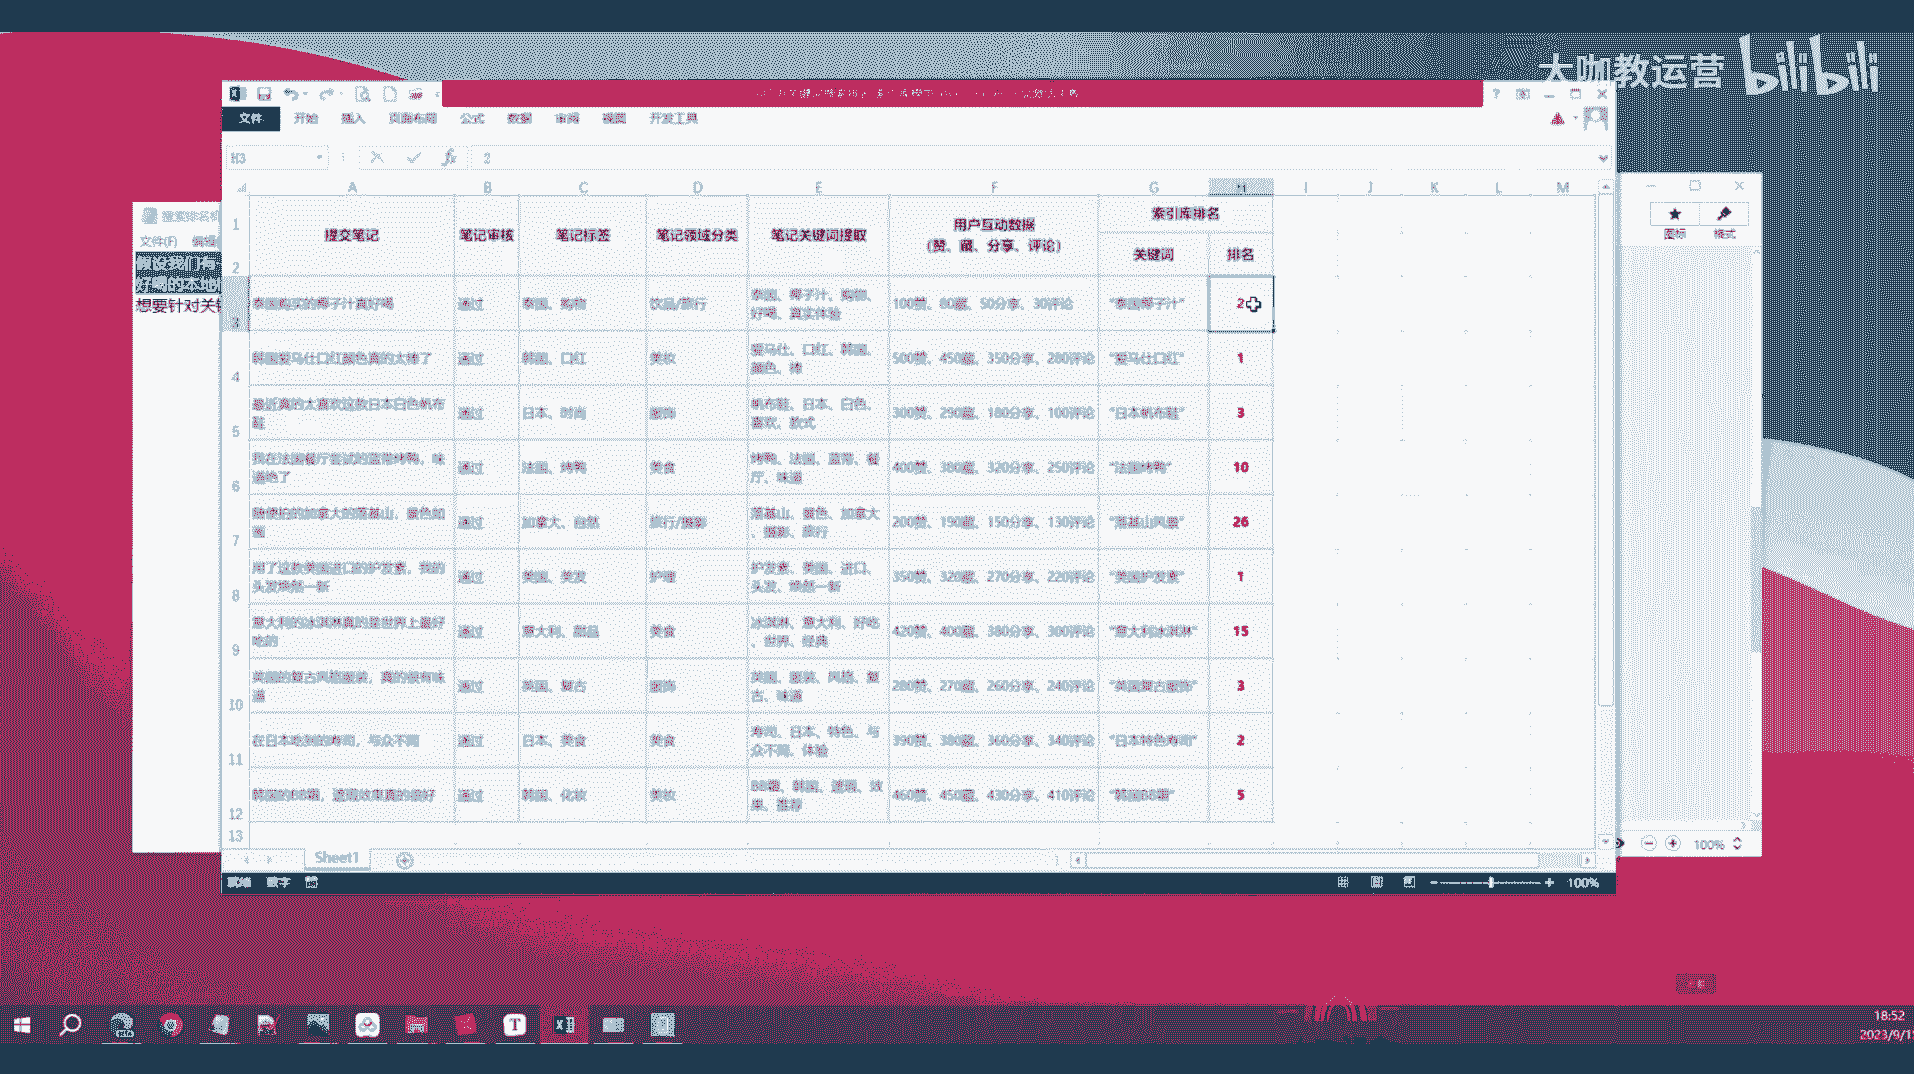 大咖教运营 bilibili
文件 开始 插入 页面布局 公式 数据 审阅 视图 开发工具
H3 fx 2
A B C D E F G H I J K L M
文件(F) 编辑
假设我们有
好喝的本地
想要针对关键
图标 格式
提交笔记 笔记审核 笔记标签 笔记领域分类 笔记关键词提取 用户互动数据
(赞、藏、分享、评论) 索引库排名
关键词 排名
1
2
3 泰国购买的椰子汁真好喝 通过 泰国、购物 饮品/旅行 泰国、椰子汁、购物、
好喝、真实体验 100赞、80藏、50分享、30评论 "泰国椰子汁" 2
4 韩国爱马仕口红颜色真的太棒了 通过 韩国、口红 美妆 爱马仕、口红、韩国、
颜色、棒 500赞、450藏、350分享、280评论 "爱马仕口红" 1
5 最近真的太喜欢这款日本白色帆布
鞋 通过 日本、时尚 服饰 帆布鞋、日本、白色、
喜欢、款式 300赞、290藏、180分享、100评论 "日本帆布鞋" 3
6 我在法国餐厅尝试的蓝带烤鸭，味
道绝了 通过 法国、烤鸭 美食 烤鸭、法国、蓝带、餐
厅、味道 400赞、380藏、320分享、250评论 "法国烤鸭" 10
7 随便拍的加拿大的落基山，景色如
画 通过 加拿大、自然 旅行/摄影 落基山、景色、加拿大
、摄影、旅行 200赞、190藏、150分享、130评论 "落基山风景" 26
8 用了这款美国进口的护发素，我的
头发焕然一新 通过 美国、美发 护理 护发素、美国、进口、
头发、焕然一新 350赞、320藏、270分享、220评论 "美国护发素" 1
9 意大利的冰淇淋真的是世界上最好
吃的 通过 意大利、甜品 美食 冰淇淋、意大利、好吃
、世界、经典 420赞、400藏、380分享、300评论 "意大利冰淇淋" 15
10 英国的复古风格服装，真的很有味
道 通过 英国、复古 服饰 英国、服装、风格、复
古、味道 280赞、270藏、260分享、240评论 "英国复古服饰" 3
11 在日本吃到的寿司，与众不同 通过 日本、美食 美食 寿司、日本、特色、与
众不同、体验 390赞、380藏、360分享、340评论 "日本特色寿司" 2
12 韩国的BB霜，遮瑕效果真的很好 通过 韩国、化妆 美妆 BB霜、韩国、遮瑕、效
果、推荐 460赞、450藏、430分享、410评论 "韩国BB霜" 5
13
Sheet1
就绪 数字 100%
100%
18:52
2023/9/1